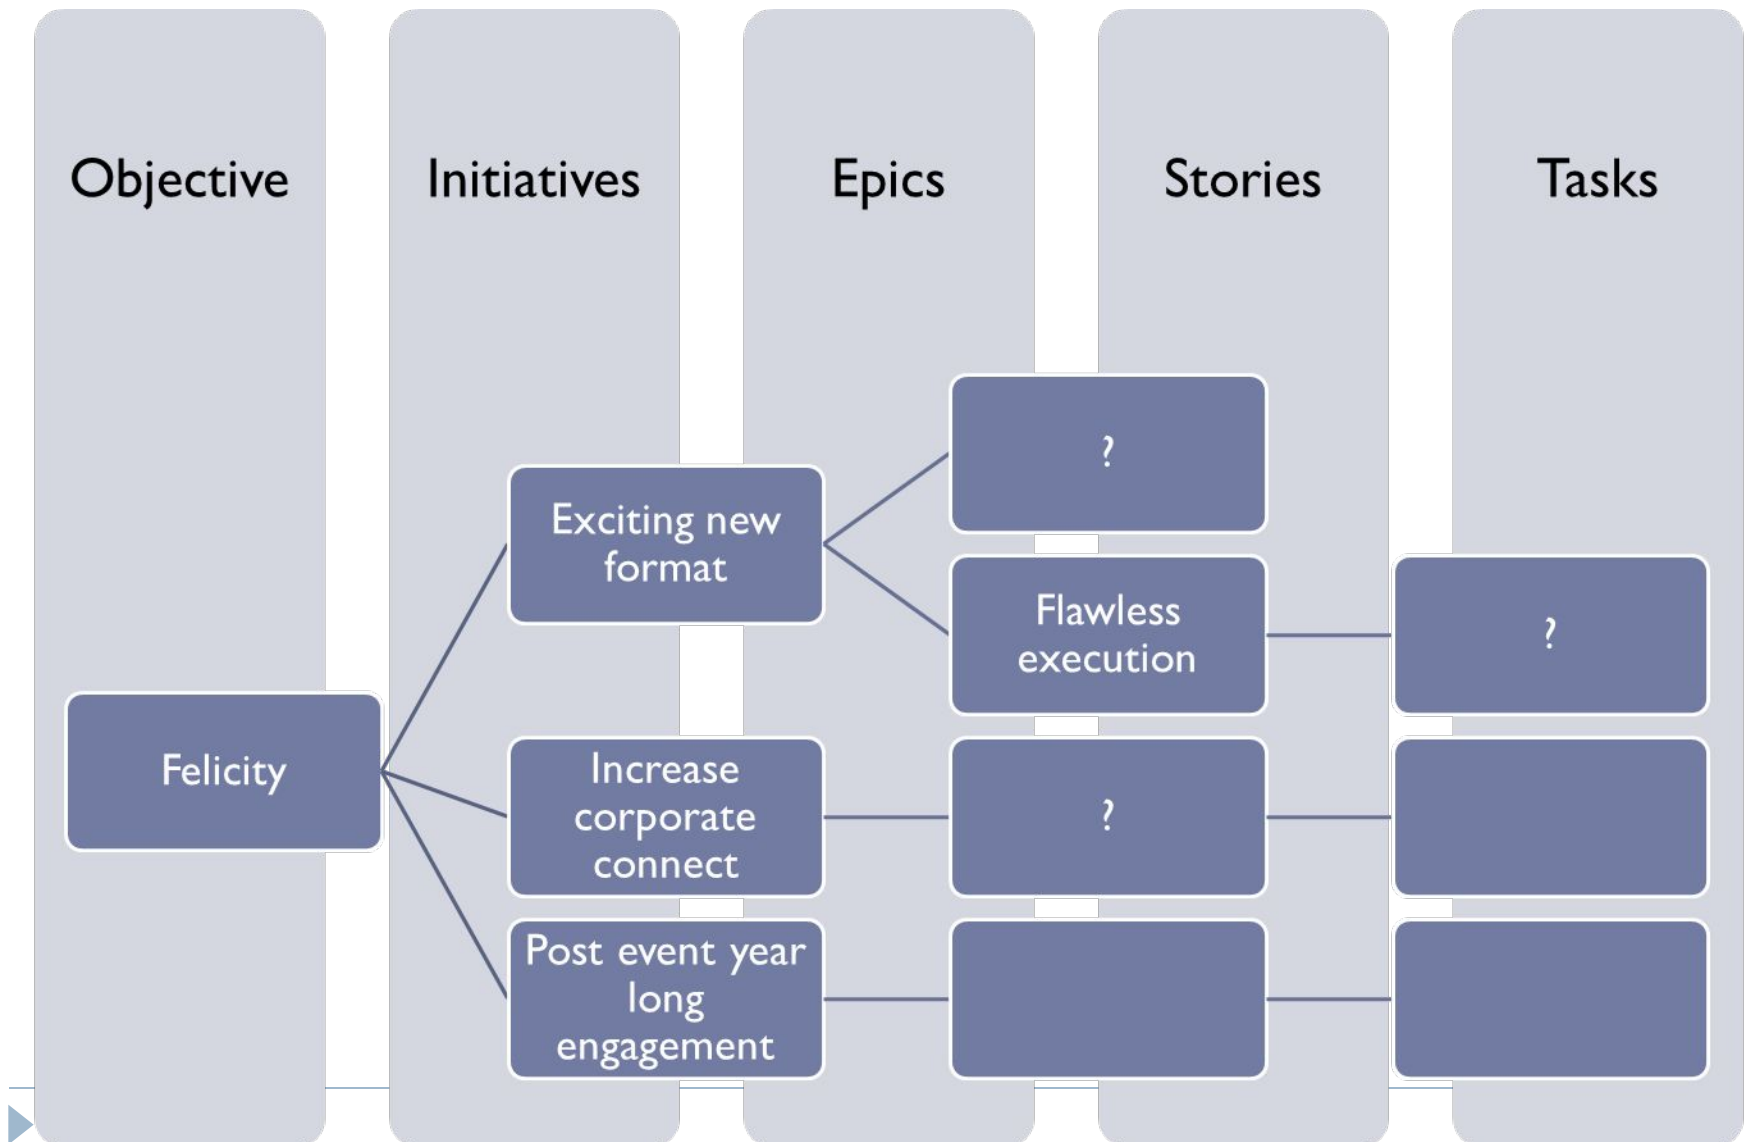 Objective
Initiatives
Epics
Stories
Tasks
Felicity
Exciting new
format
Increase
corporate
connect
Post event year
long
engagement
?
Flawless
execution
?
?